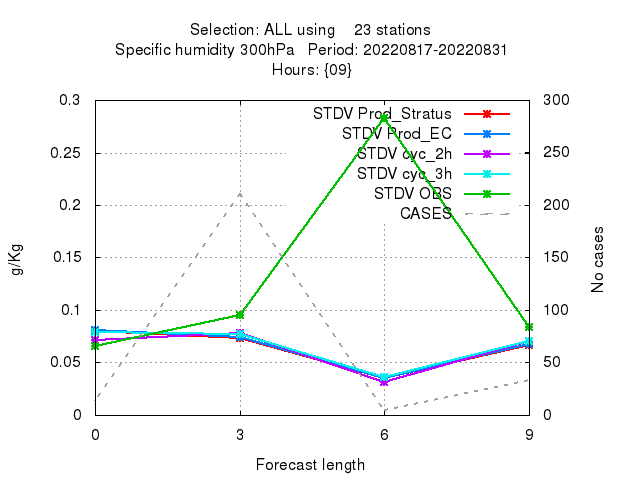 Selection: ALL using 23 stations
Specific humidity 300hPa Period: 20220817-20220831
Hours: {09}
0.3
0.25
0.2
0.15
0.1
0.05
0
300
250
200
150
100
50
0
STDV Prod_Stratus
STDV Prod_EC
STDV cyc_2h
STDV cyc_3h
STDV OBS
CASES
g/Kg
No cases
0 3 6 9
Forecast length